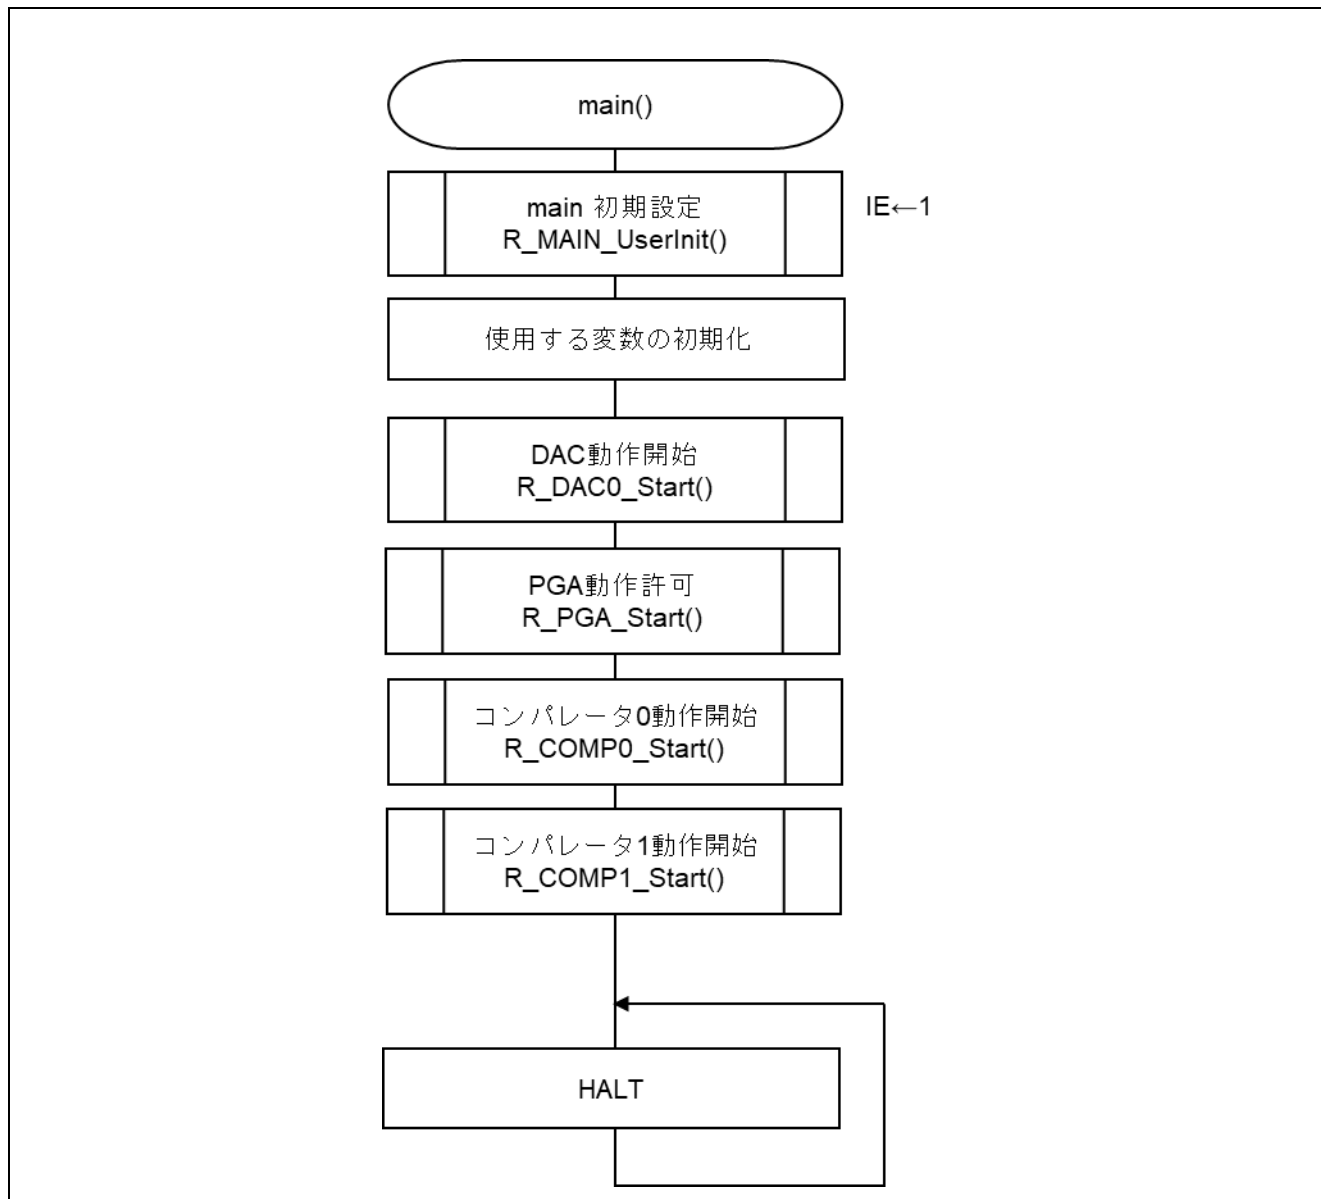 main()
main 初期設定
R_MAIN_UserInit()
IE←1
使用する変数の初期化
DAC動作開始
R_DAC0_Start()
PGA動作許可
R_PGA_Start()
コンパレータ0動作開始
R_COMP0_Start()
コンパレータ1動作開始
R_COMP1_Start()
HALT